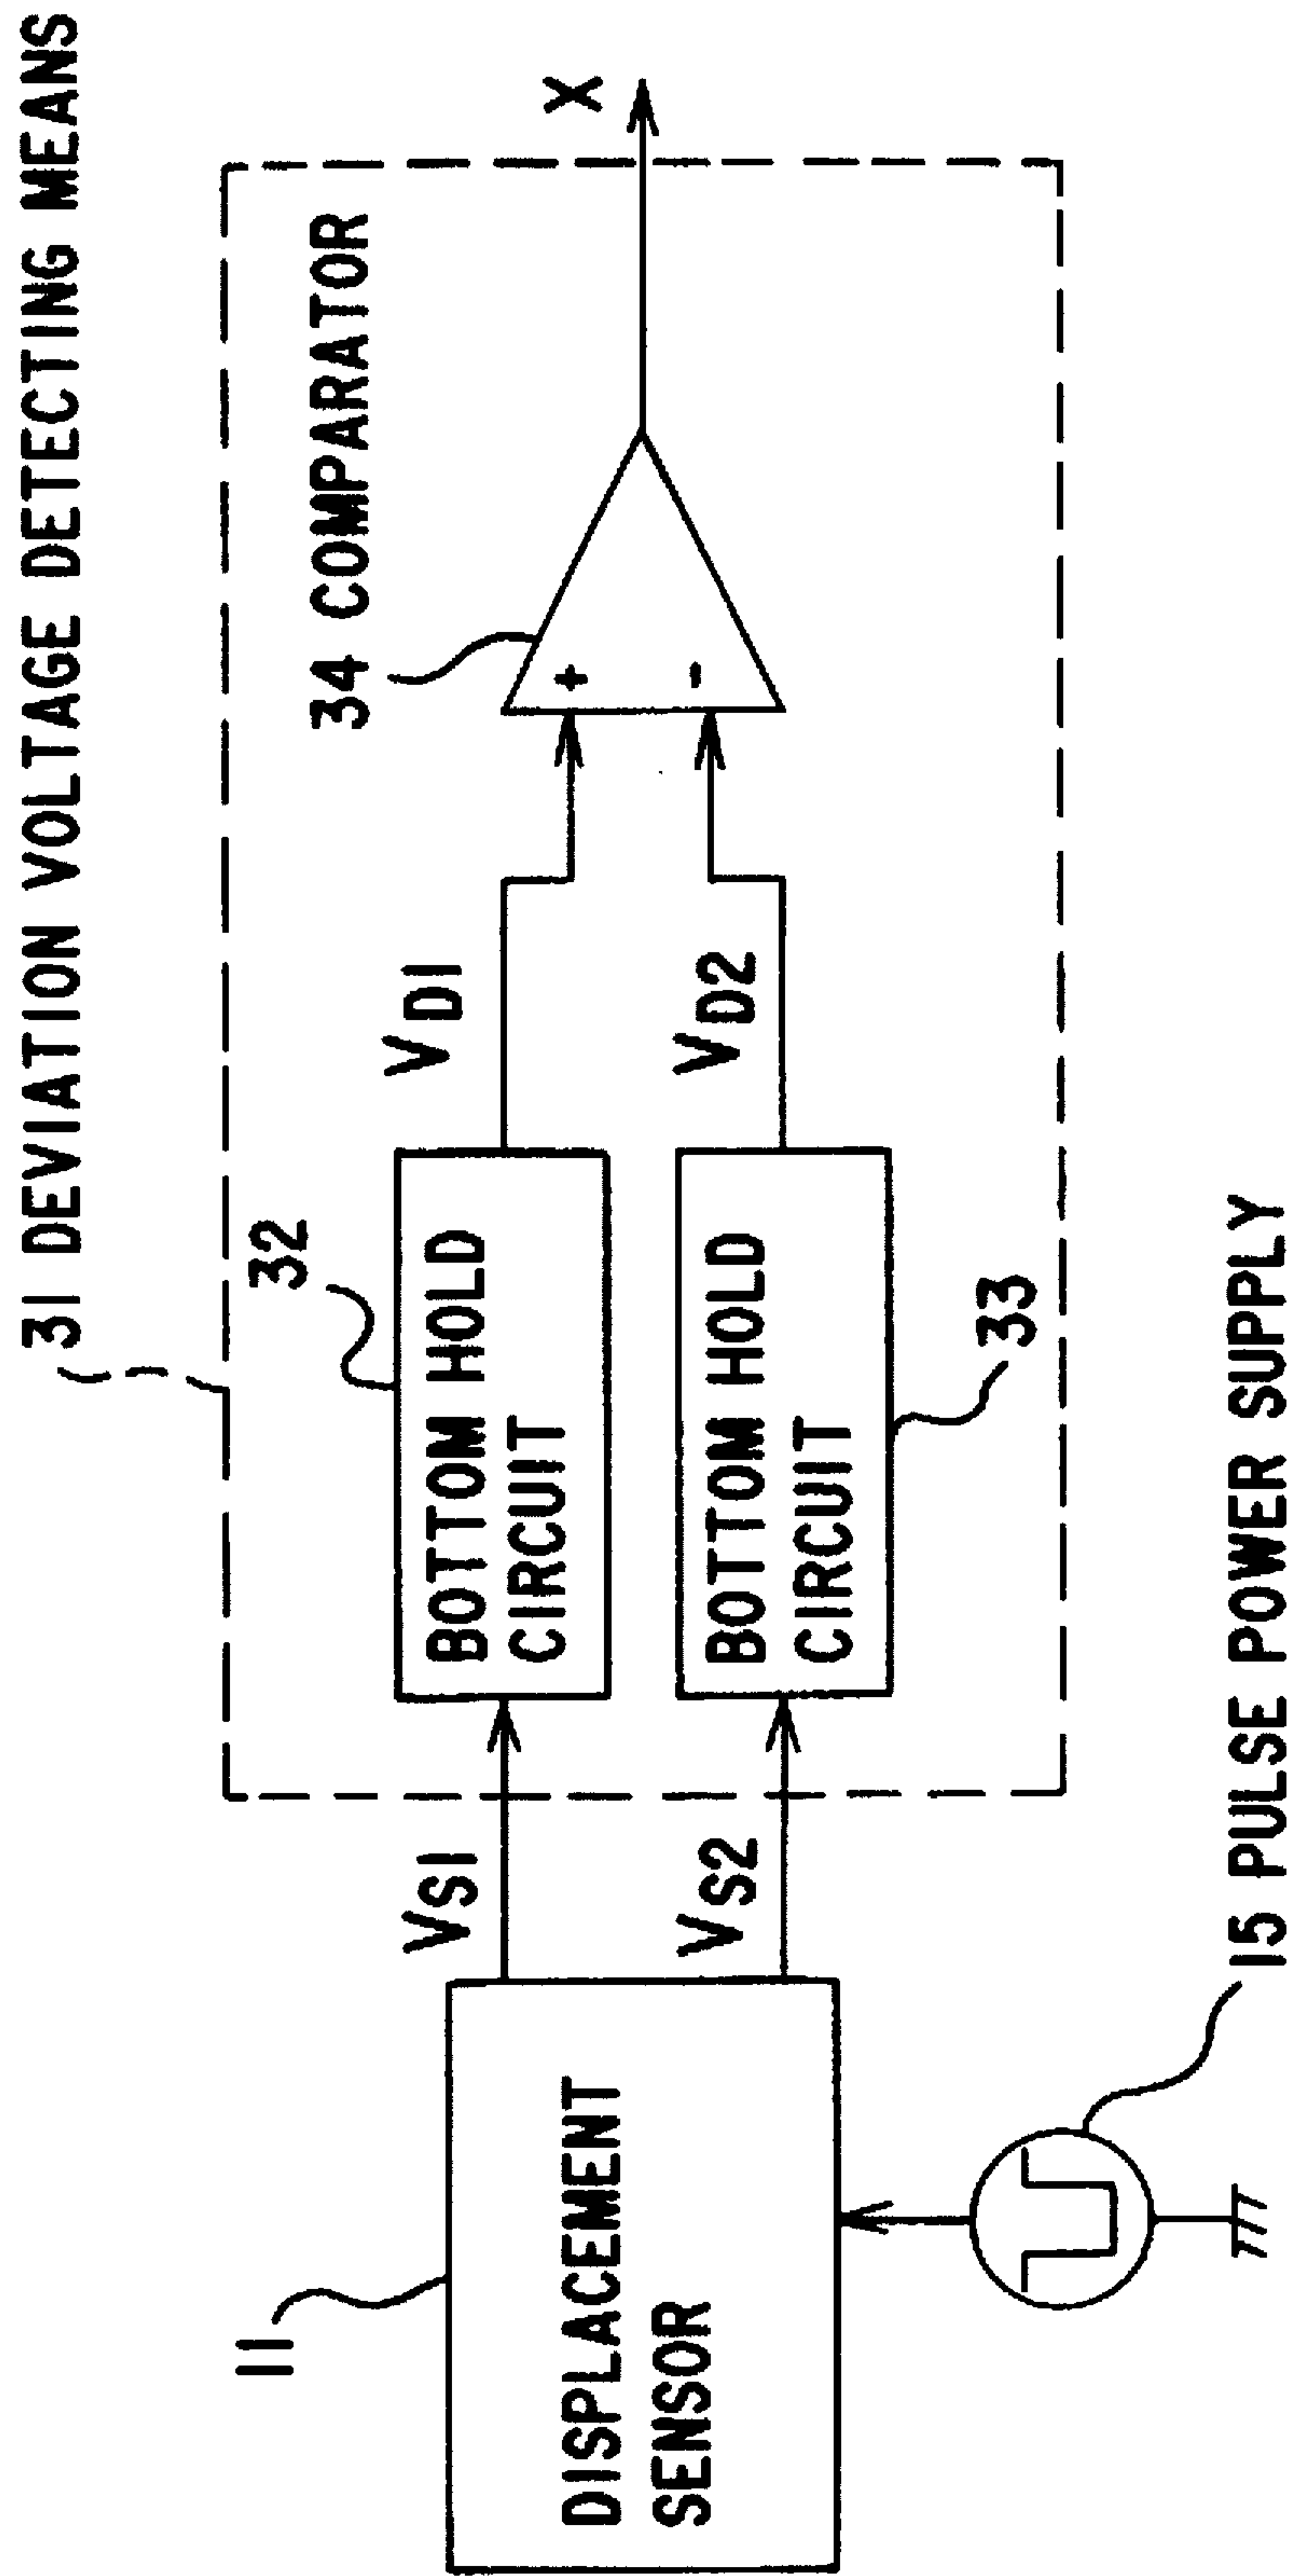 31 DEVIATION VOLTAGE DETECTING MEANS
34 COMPARATOR
32
11
VS1
BOTTOM HOLD
CIRCUIT
VD1
+
X
DISPLACEMENT
SENSOR
VS2
BOTTOM HOLD
CIRCUIT
VD2
-
33
15 PULSE POWER SUPPLY